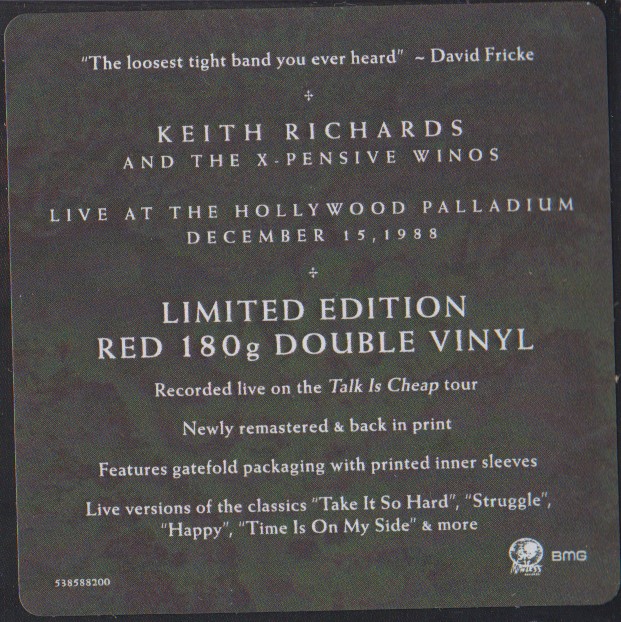 "The loosest tight band you ever heard" ~ David Fricke
KEITH RICHARDS
AND THE X-PENSIVE WINOS
LIVE AT THE HOLLYWOOD PALLADIUM
DECEMBER 15, 1988
LIMITED EDITION
RED 180g DOUBLE VINYL
Recorded live on the Talk Is Cheap tour
Newly remastered & back in print
Features gatefold packaging with printed inner sleeves
Live versions of the classics "Take It So Hard", "Struggle",
"Happy", "Time Is On My Side" & more
BMG
538588200